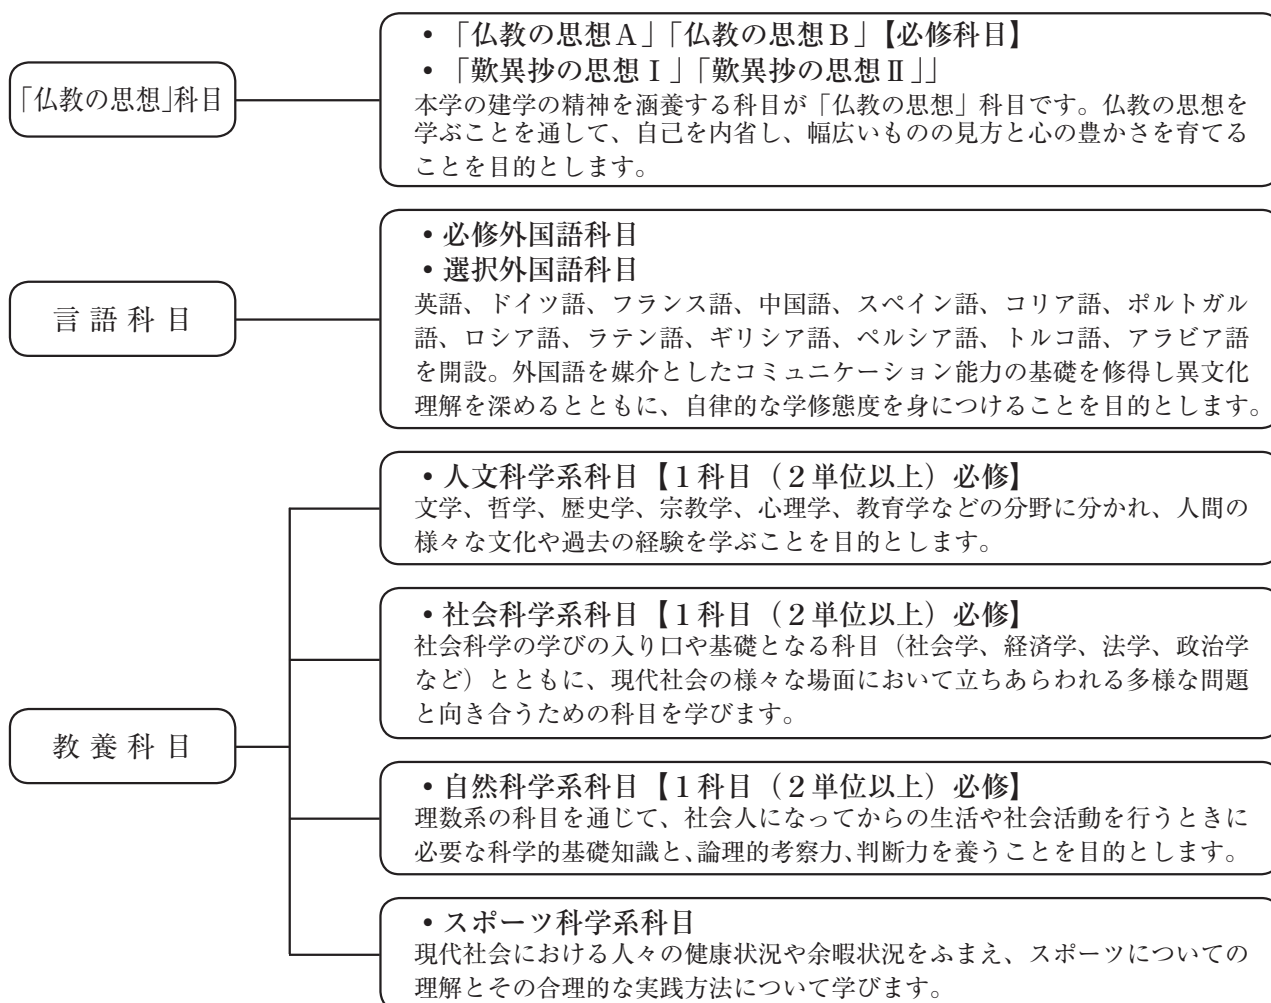 「仏教の思想」科目
・「仏教の思想A」「仏教の思想B」【必修科目】
・「歎異抄の思想Ⅰ」「歎異抄の思想Ⅱ」」
本学の建学の精神を涵養する科目が「仏教の思想」科目です。仏教の思想を
学ぶことを通して、自己を内省し、幅広いものの見方と心の豊かさを育てる
ことを目的とします。
言語科目
・必修外国語科目
・選択外国語科目
英語、ドイツ語、フランス語、中国語、スペイン語、コリア語、ポルトガル
語、ロシア語、ラテン語、ギリシア語、ペルシア語、トルコ語、アラビア語
を開設。外国語を媒介としたコミュニケーション能力の基礎を修得し異文化
理解を深めるとともに、自律的な学修態度を身につけることを目的とします。
教養科目
・人文科学系科目【1科目（2単位以上）必修】
文学、哲学、歴史学、宗教学、心理学、教育学などの分野に分かれ、人間の
様々な文化や過去の経験を学ぶことを目的とします。
・社会科学系科目【1科目（2単位以上）必修】
社会科学の学びの入り口や基礎となる科目（社会学、経済学、法学、政治学
など）とともに、現代社会の様々な場面において立ちあらわれる多様な問題
と向き合うための科目を学びます。
・自然科学系科目【1科目（2単位以上）必修】
理数系の科目を通じて、社会人になってからの生活や社会活動を行うときに
必要な科学的基礎知識と、論理的考察力、判断力を養うことを目的とします。
・スポーツ科学系科目
現代社会における人々の健康状況や余暇状況をふまえ、スポーツについての
理解とその合理的な実践方法について学びます。